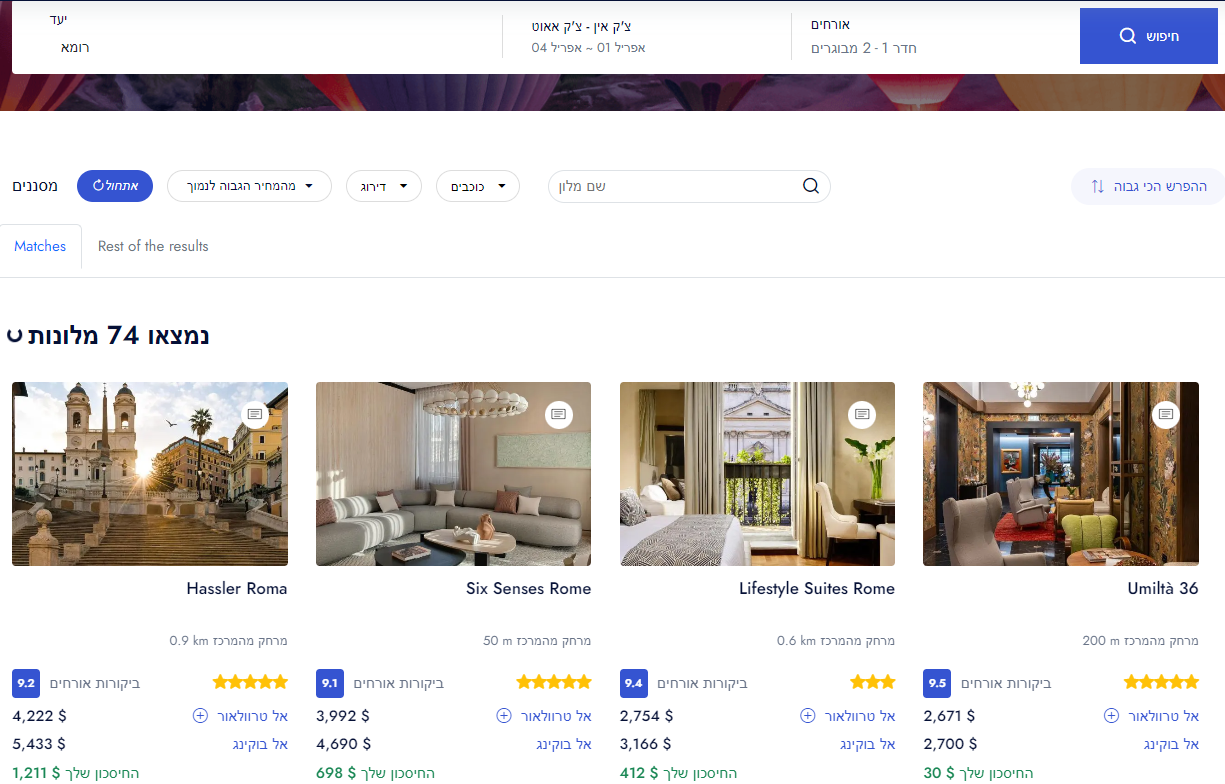 יעד
רומא
צ'ק אין - צ'ק אאוט
אפריל 01 ~ אפריל 04
אורחים
חדר 1 - 2 מבוגרים
חיפוש
מסננים
אתחול
מהמחיר הגבוה לנמוך
דירוג
כוכבים
שם מלון
ההפרש הכי גבוה
Matches
Rest of the results
נמצאו 74 מלונות
Hassler Roma
מרחק מהמרכז 0.9 km
9.2 ביקורות אורחים
4,222 $ אל טרוולאור
5,433 $ אל בוקינג
החיסכון שלך $ 1,211
Six Senses Rome
מרחק מהמרכז 50 m
9.1 ביקורות אורחים
3,992 $ אל טרוולאור
4,690 $ אל בוקינג
החיסכון שלך $ 698
Lifestyle Suites Rome
מרחק מהמרכז 0.6 km
9.4 ביקורות אורחים
2,754 $ אל טרוולאור
3,166 $ אל בוקינג
החיסכון שלך $ 412
Umiltà 36
מרחק מהמרכז 200 m
9.5 ביקורות אורחים
2,671 $ אל טרוולאור
2,700 $ אל בוקינג
החיסכון שלך $ 30